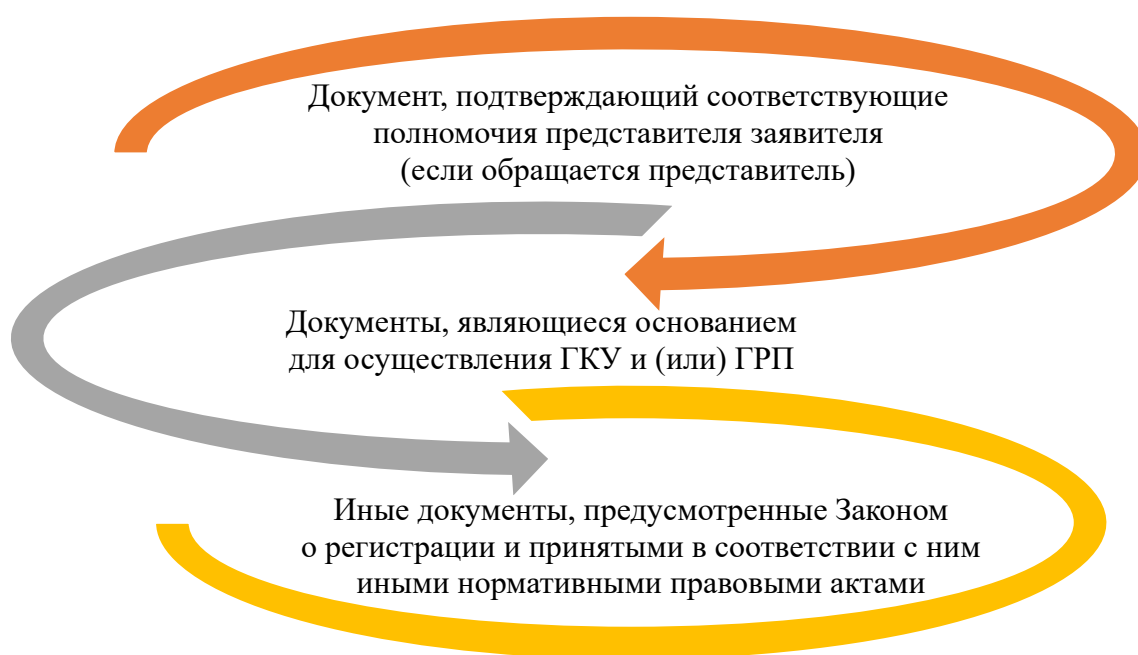 Документ, подтверждающий соответствующие
полномочия представителя заявителя
(если обращается представитель)
Документы, являющиеся основанием
для осуществления ГКУ и (или) ГРП
Иные документы, предусмотренные Законом
о регистрации и принятыми в соответствии с ним
иными нормативными правовыми актами